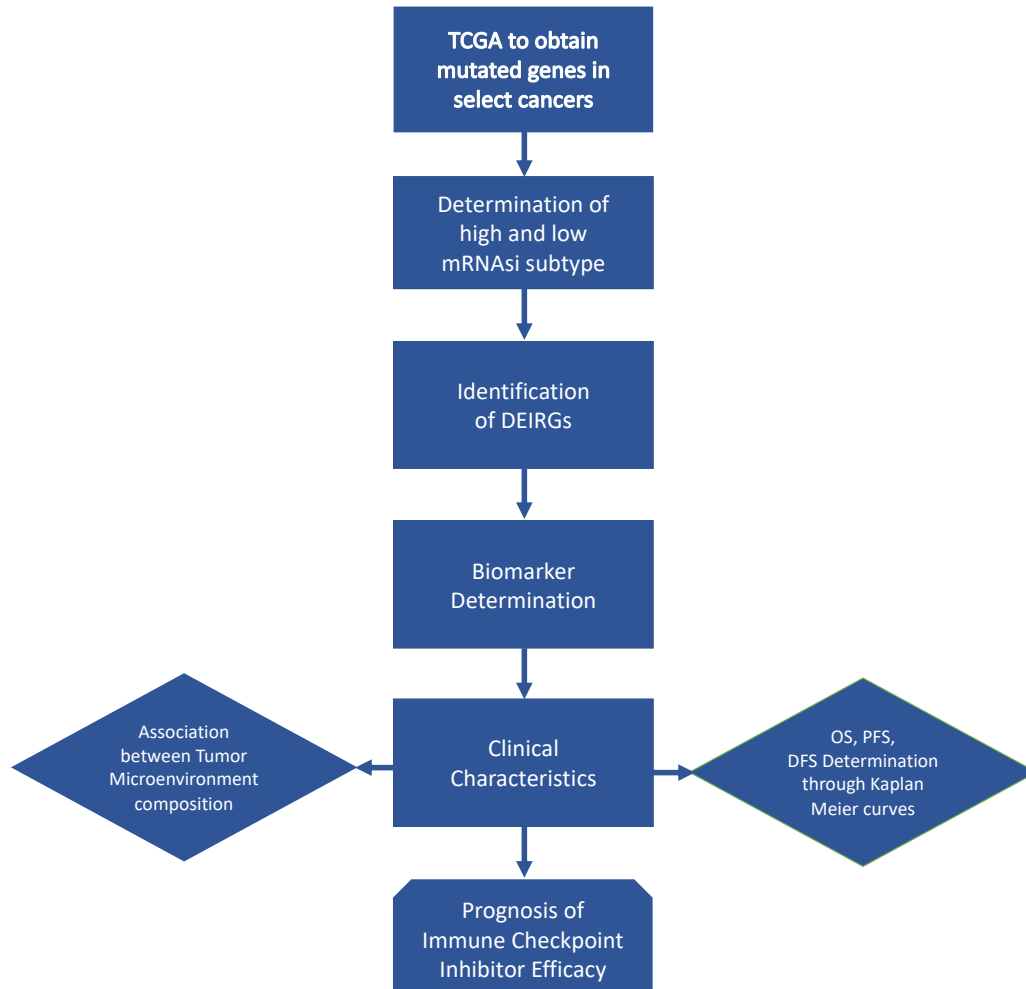 TCGA to obtain
mutated genes in
select cancers
Determination of
high and low
mRNAsi subtype
Identification
of DEIRGs
Biomarker
Determination
Association
between Tumor
Microenvironment
composition
Clinical
Characteristics
OS, PFS,
DFS Determination
through Kaplan
Meier curves
Prognosis of
Immune Checkpoint
Inhibitor Efficacy